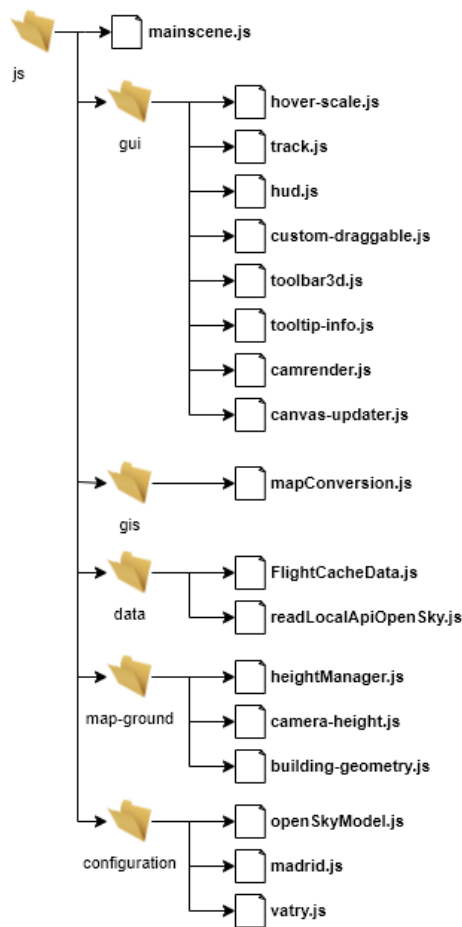 mainscene.js
js
hover-scale.js
gui
track.js
hud.js
custom-draggable.js
toolbar3d.js
tooltip-info.js
camrender.js
canvas-updater.js
mapConversion.js
gis
FlightCacheData.js
data
readLocalApiOpenSky.js
heightManager.js
map-ground
camera-height.js
building-geometry.js
openSkyModel.js
configuration
madrid.js
vatry.js